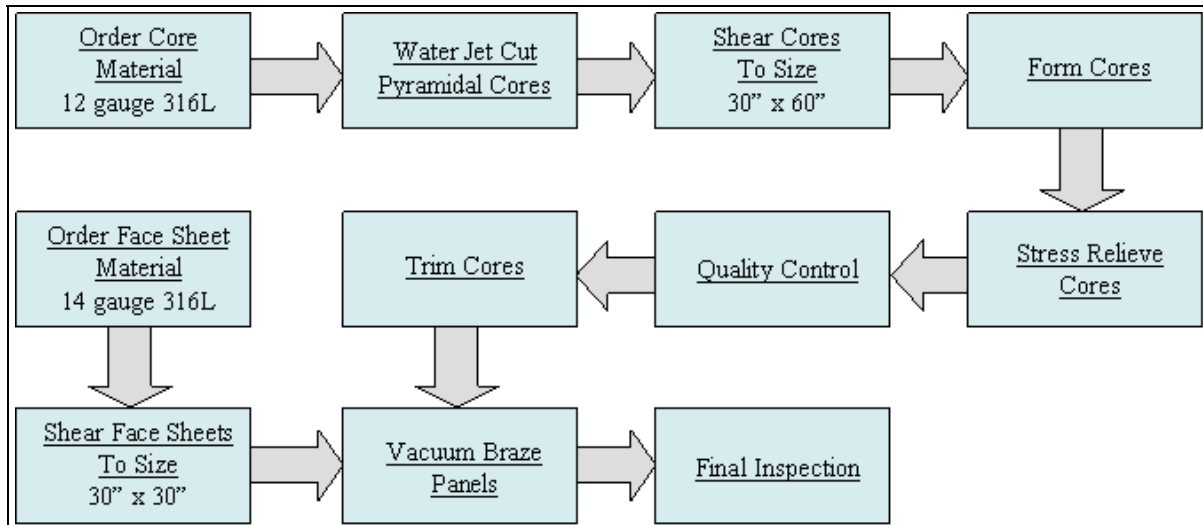 Order Core
Material
12 gauge 316L
Water Jet Cut
Pyramidal Cores
Shear Cores
To Size
30” x 60”
Form Cores
Order Face Sheet
Material
14 gauge 316L
Trim Cores
Quality Control
Stress Relieve
Cores
Shear Face Sheets
To Size
30” x 30”
Vacuum Braze
Panels
Final Inspection